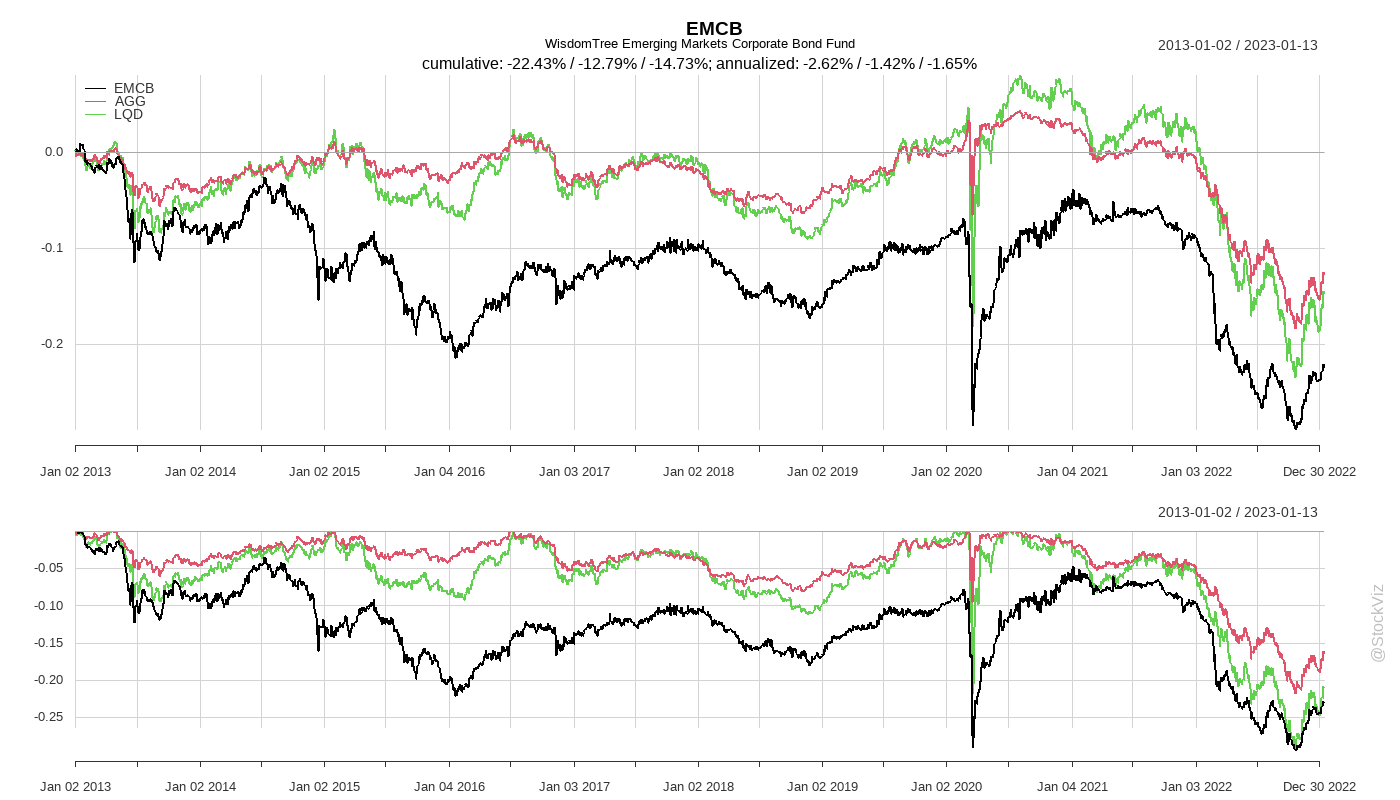 EMCB
WisdomTree Emerging Markets Corporate Bond Fund
2013-01-02 / 2023-01-13
cumulative: -22.43% / -12.79% / -14.73%; annualized: -2.62% / -1.42% / -1.65%
EMCB
AGG
LQD
0.0
-0.1
-0.2
Jan 02 2013 Jan 02 2014 Jan 02 2015 Jan 04 2016 Jan 03 2017 Jan 02 2018 Jan 02 2019 Jan 02 2020 Jan 04 2021 Jan 03 2022 Dec 30 2022
2013-01-02 / 2023-01-13
-0.05
-0.10
-0.15
-0.20
-0.25
@StockViz
Jan 02 2013 Jan 02 2014 Jan 02 2015 Jan 04 2016 Jan 03 2017 Jan 02 2018 Jan 02 2019 Jan 02 2020 Jan 04 2021 Jan 03 2022 Dec 30 2022